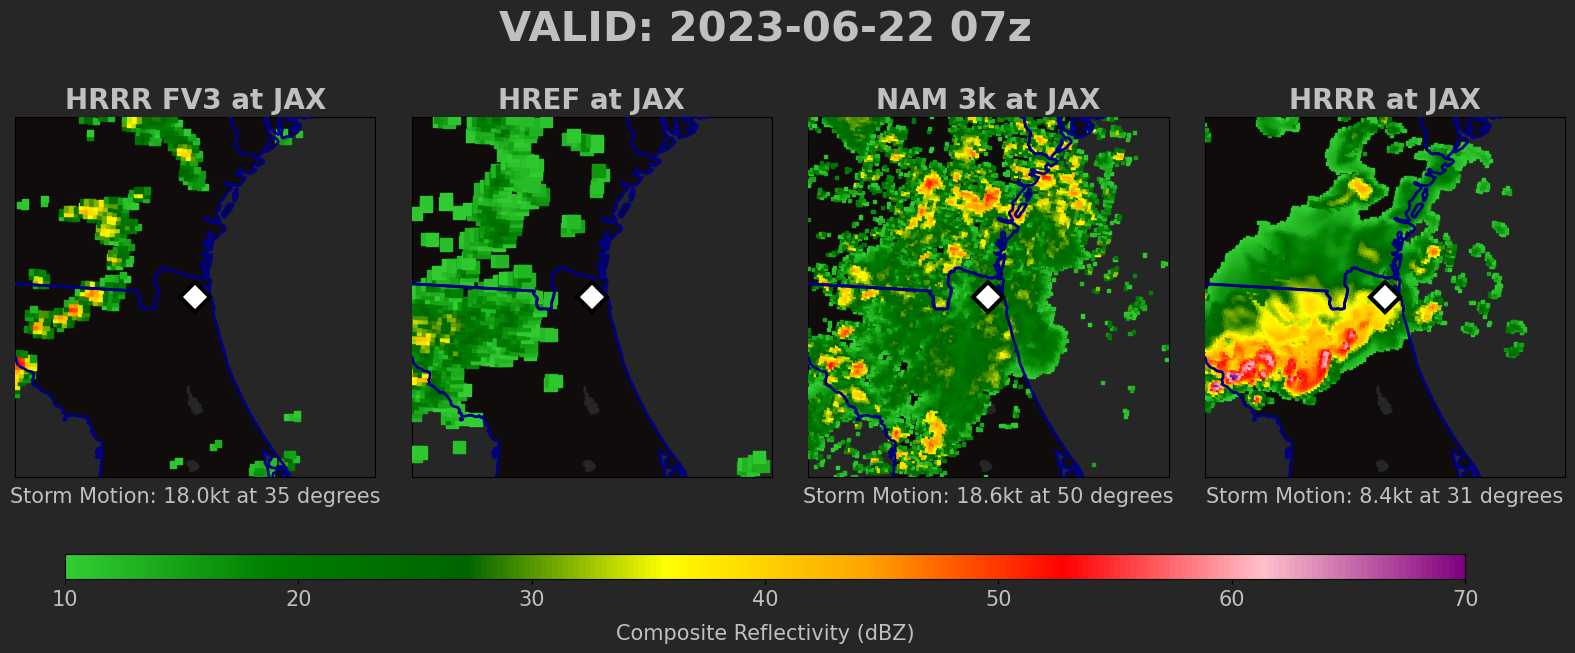 VALID: 2023-06-22 07z
HRRR FV3 at JAX
HREF at JAX
NAM 3k at JAX
HRRR at JAX
Storm Motion: 18.0kt at 35 degrees
Storm Motion: 18.6kt at 50 degrees
Storm Motion: 8.4kt at 31 degrees
10 20 30 40 50 60 70
Composite Reflectivity (dBZ)